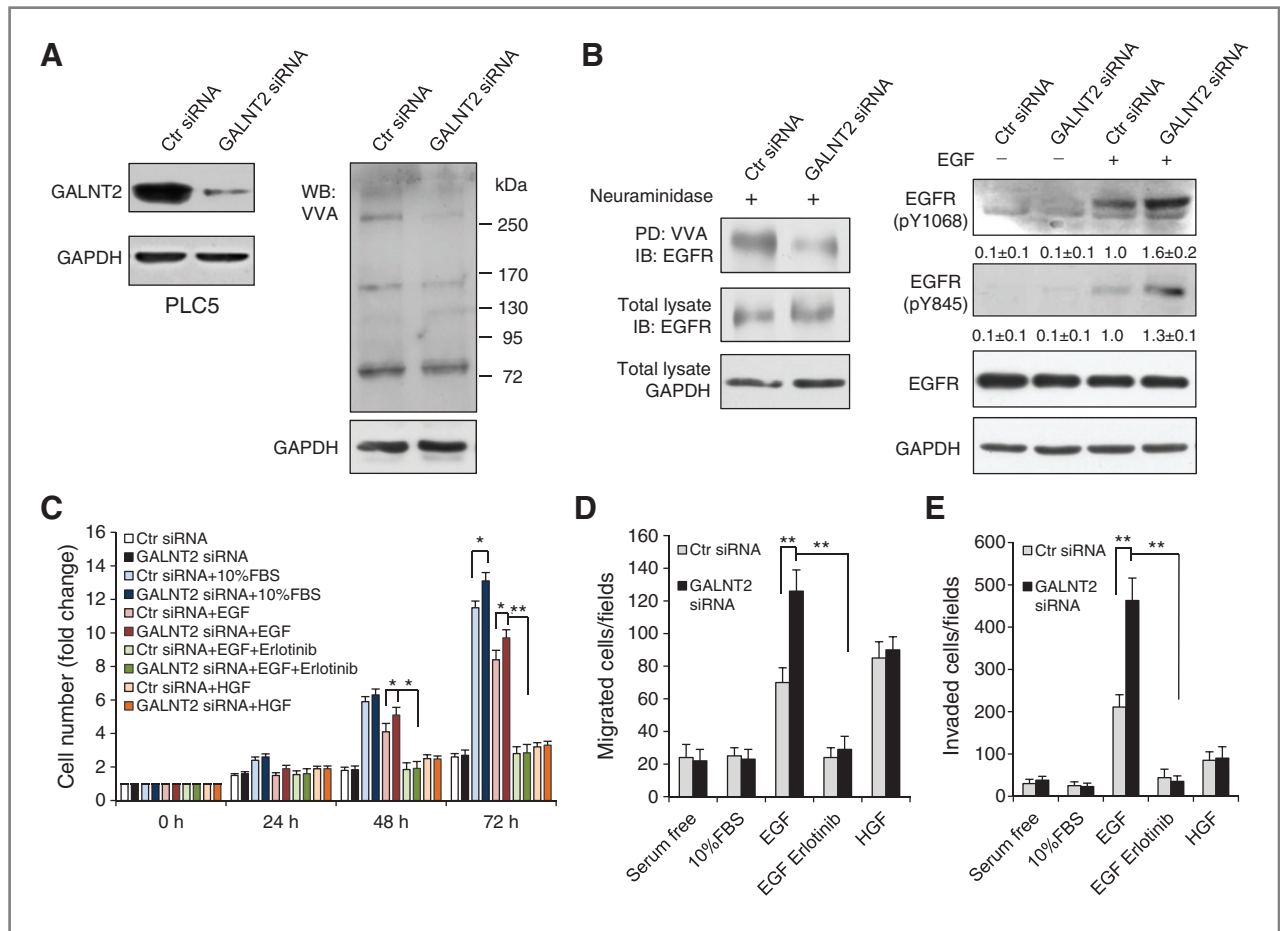 A
Ctr siRNA
GALNT2 siRNA
GALNT2
GAPDH
PLC5
Ctr siRNA
GALNT2 siRNA
WB:
VVA
kDa
250
170
130
95
72
GAPDH
B
Ctr siRNA
GALNT2 siRNA
Neuraminidase + +
PD: VVA
IB: EGFR
Total lysate
IB: EGFR
Total lysate
GAPDH
Ctr siRNA
GALNT2 siRNA
Ctr siRNA
GALNT2 siRNA
EGF − − + +
EGFR
(pY1068)
0.1±0.1 0.1±0.1 1.0 1.6±0.2
EGFR
(pY845)
0.1±0.1 0.1±0.1 1.0 1.3±0.1
EGFR
GAPDH
C
Cell number (fold change)
16
14
12
10
8
6
4
2
0
Ctr siRNA
GALNT2 siRNA
Ctr siRNA+10%FBS
GALNT2 siRNA+10%FBS
Ctr siRNA+EGF
GALNT2 siRNA+EGF
Ctr siRNA+EGF+Erlotinib
GALNT2 siRNA+EGF+Erlotinib
Ctr siRNA+HGF
GALNT2 siRNA+HGF
* *
*
* **
0 h 24 h 48 h 72 h
D
Migrated cells/fields
160
140
120
100
80
60
40
20
0
Ctr siRNA
GALNT2
siRNA
** **
Serum free
10%FBS
EGF
EGF Erlotinib
HGF
E
Invaded cells/fields
600
500
400
300
200
100
0
Ctr siRNA
GALNT2
siRNA
** **
Serum free
10%FBS
EGF
EGF Erlotinib
HGF